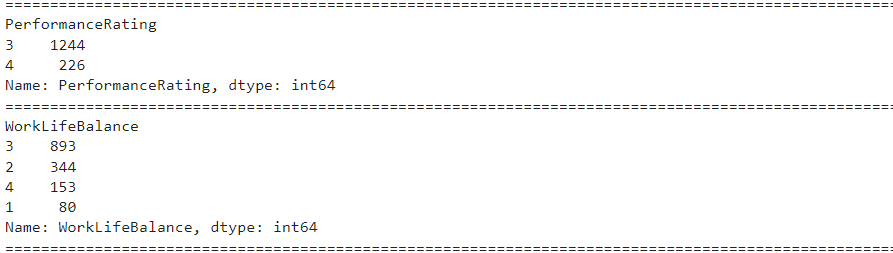 ====================================================================================================
PerformanceRating
3    1244
4     226
Name: PerformanceRating, dtype: int64
====================================================================================================
WorkLifeBalance
3    893
2    344
4    153
1     80
Name: WorkLifeBalance, dtype: int64
====================================================================================================